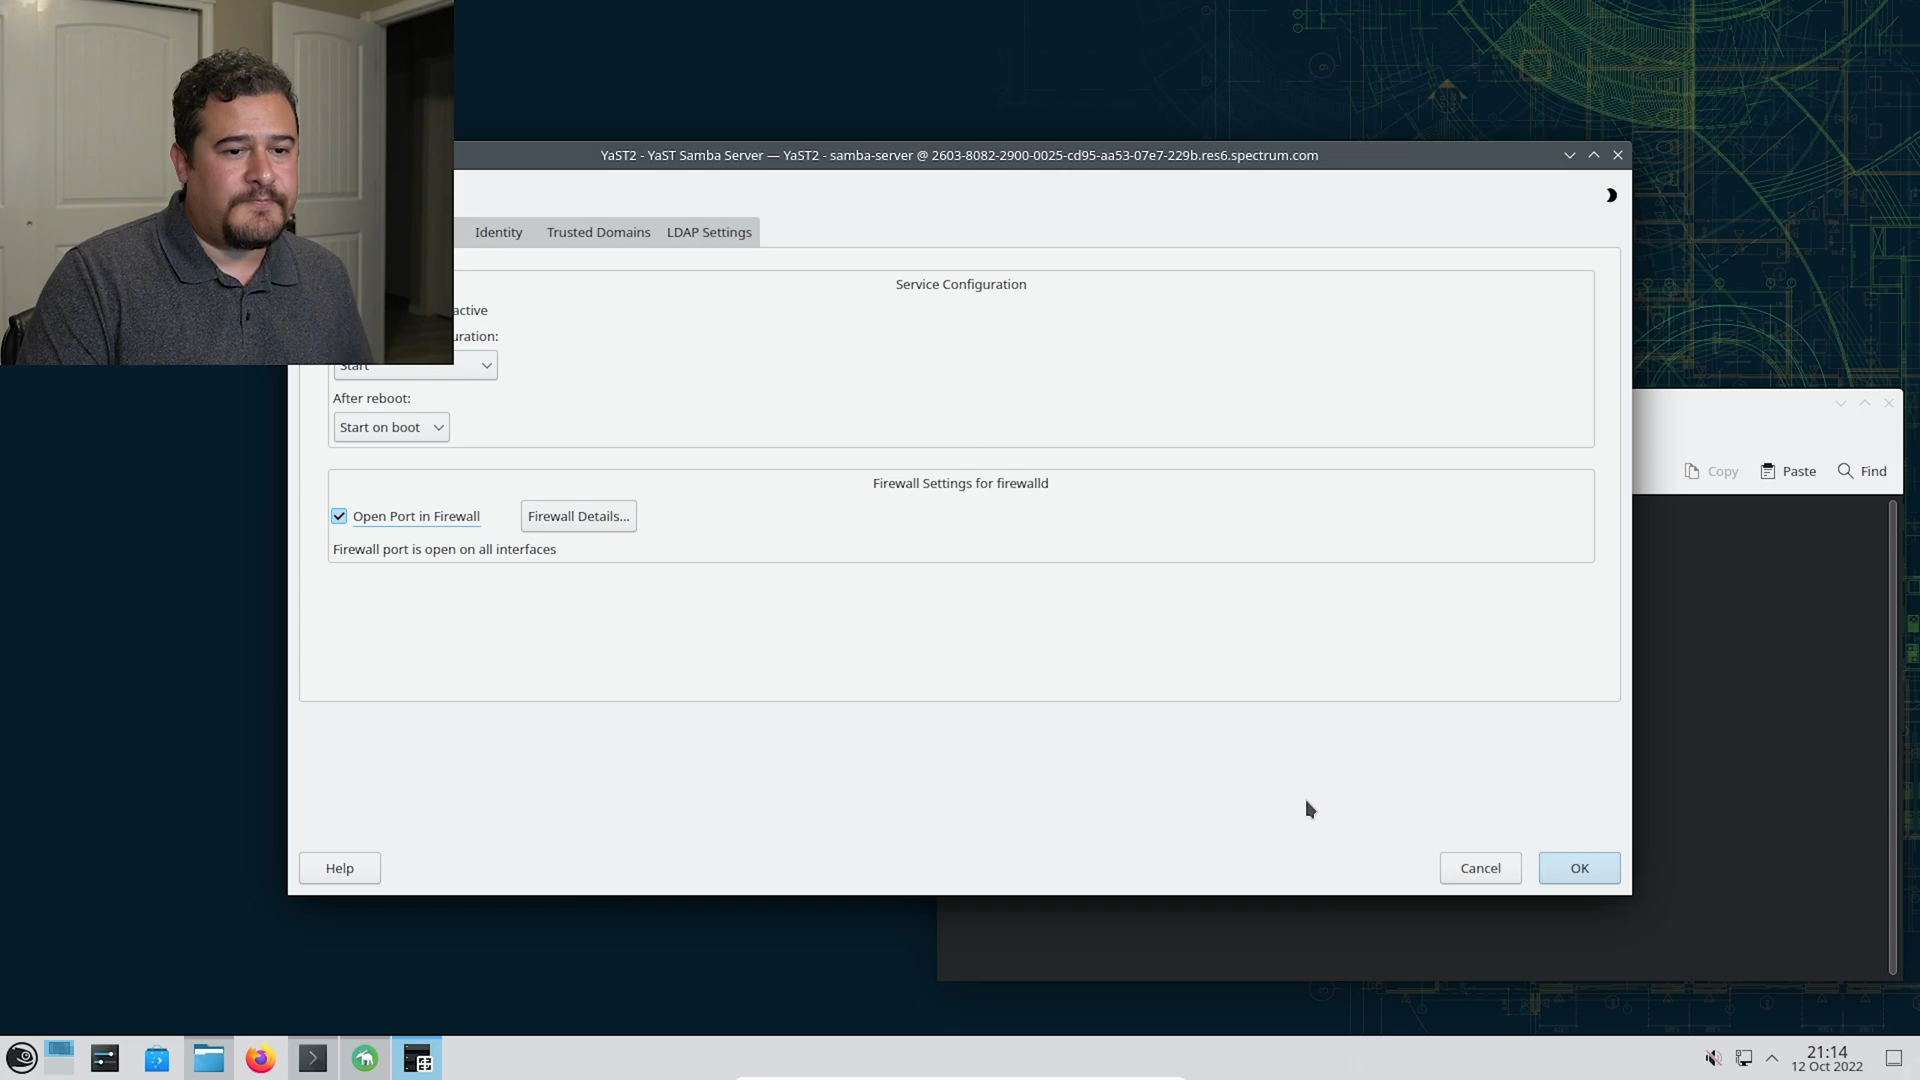 YaST2 - YaST Samba Server — YaST2 - samba-server @ 2603-8082-2900-0025-cd95-aa53-07e7-229b.res6.spectrum.com
Identity Trusted Domains LDAP Settings
Service Configuration
active
uration:
Start
After reboot:
Start on boot
Copy Paste Find
Firewall Settings for firewalld
Open Port in Firewall Firewall Details...
Firewall port is open on all interfaces
Help Cancel OK
21:14
12 Oct 2022